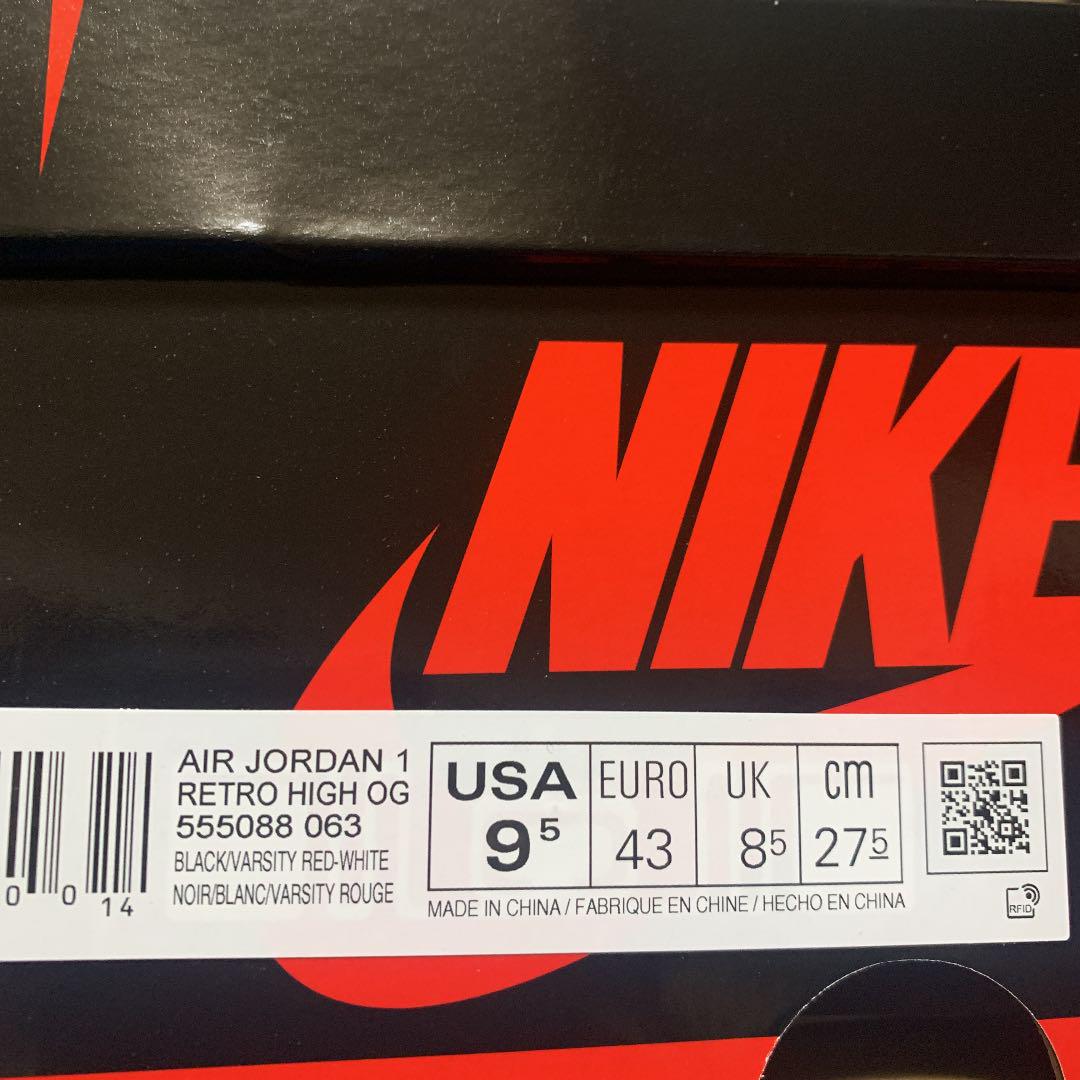 NIKE
AIR JORDAN 1
RETRO HIGH OG
555088 063
BLACK/VARSITY RED-WHITE
NOIR/BLANC/VARSITY ROUGE
0 0 14
USA EURO UK cm
9⁵ 43 8⁵ 27⁵
MADE IN CHINA / FABRIQUE EN CHINE / HECHO EN CHINA
RFID